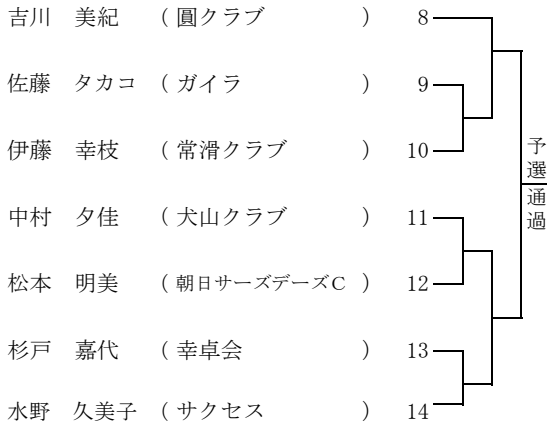 吉川　美紀　（ 圓クラブ　）　8
佐藤　タカコ　（ ガイラ　）　9
伊藤　幸枝　（ 常滑クラブ　）　10
中村　夕佳　（ 犬山クラブ　）　11
松本　明美　（ 朝日サーズデーズC　）　12
杉戸　嘉代　（ 幸卓会　）　13
水野　久美子　（ サクセス　）　14
予選通過